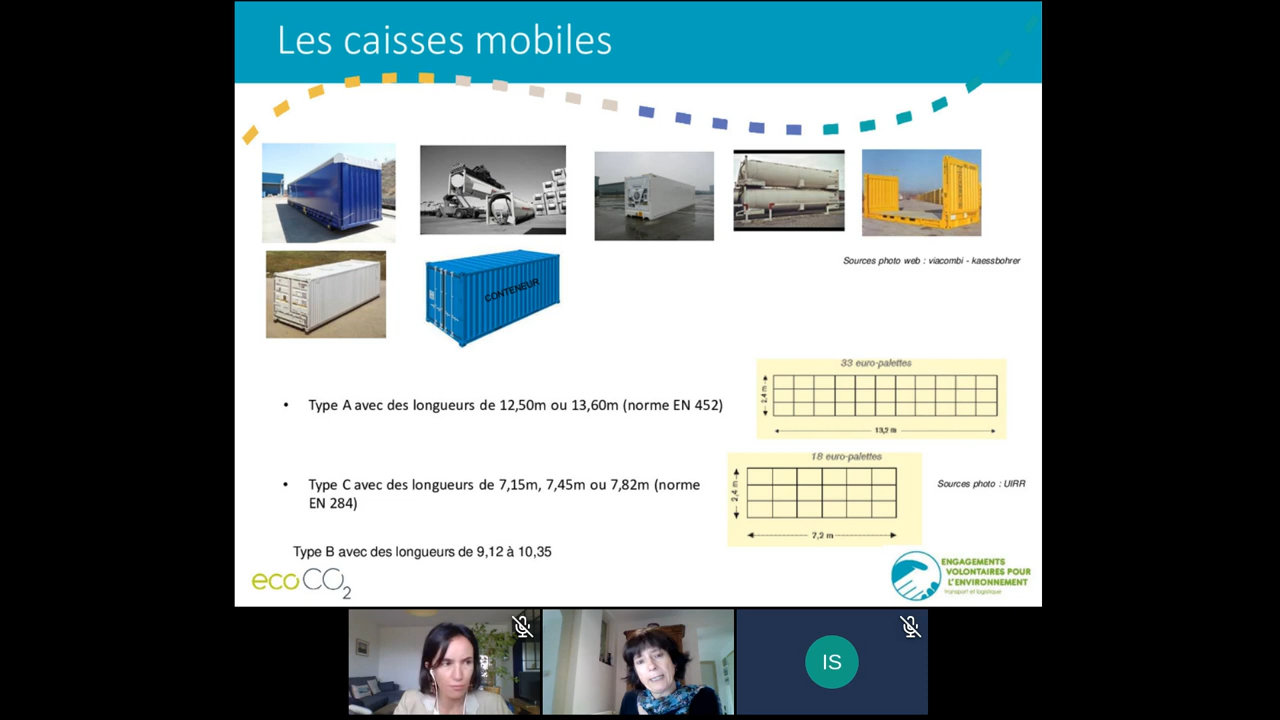 Les caisses mobiles
CONTENEUR
Sources photo web : viacombi - kaessbohrer
33 euro-palettes
2,4 m
13,2 m
• Type A avec des longueurs de 12,50m ou 13,60m (norme EN 452)
18 euro-palettes
2,4 m
7,2 m
• Type C avec des longueurs de 7,15m, 7,45m ou 7,82m (norme
EN 284)
Sources photo : UIRR
Type B avec des longueurs de 9,12 à 10,35
ecoCO2
ENGAGEMENTS
VOLONTAIRES POUR
L'ENVIRONNEMENT
transport et logistique
IS